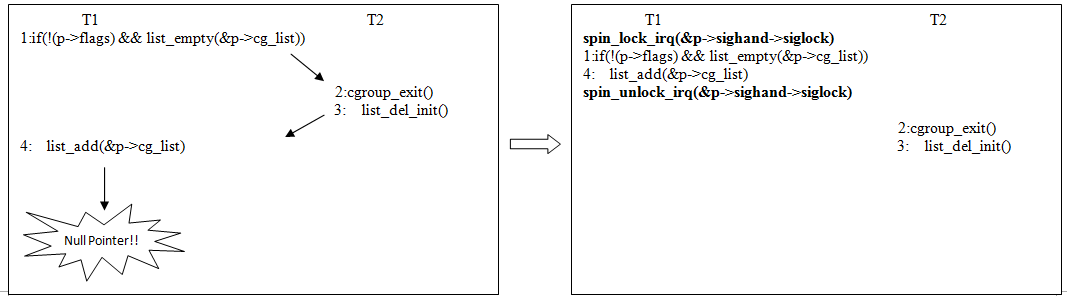 T1 T2
1:if(!(p->flags) && list_empty(&p->cg_list))
2:cgroup_exit()
3: list_del_init()
4: list_add(&p->cg_list)
Null Pointer!!
T1 T2
spin_lock_irq(&p->sighand->siglock)
1:if(!(p->flags) && list_empty(&p->cg_list))
4: list_add(&p->cg_list)
spin_unlock_irq(&p->sighand->siglock)
2:cgroup_exit()
3: list_del_init()